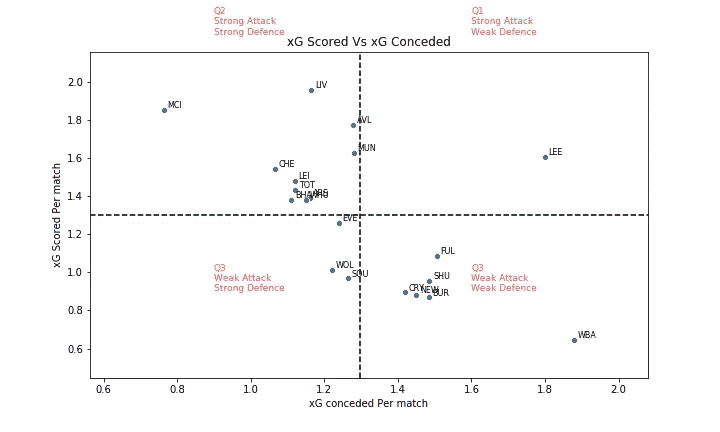 Q2
Strong Attack
Strong Defence
Q1
Strong Attack
Weak Defence
xG Scored Vs xG Conceded
2.0
1.8
1.6
1.4
1.2
1.0
0.8
0.6
xG Scored Per match
LIV
MCI
AVL
MUN
LEE
CHE
LEI
TOT
ARS
BHA
WHU
EVE
FUL
WOL
SOU
SHU
CRY
NEW
BUR
WBA
Q3
Weak Attack
Strong Defence
Q3
Weak Attack
Weak Defence
0.6
0.8
1.0
1.2
1.4
1.6
1.8
2.0
xG conceded Per match